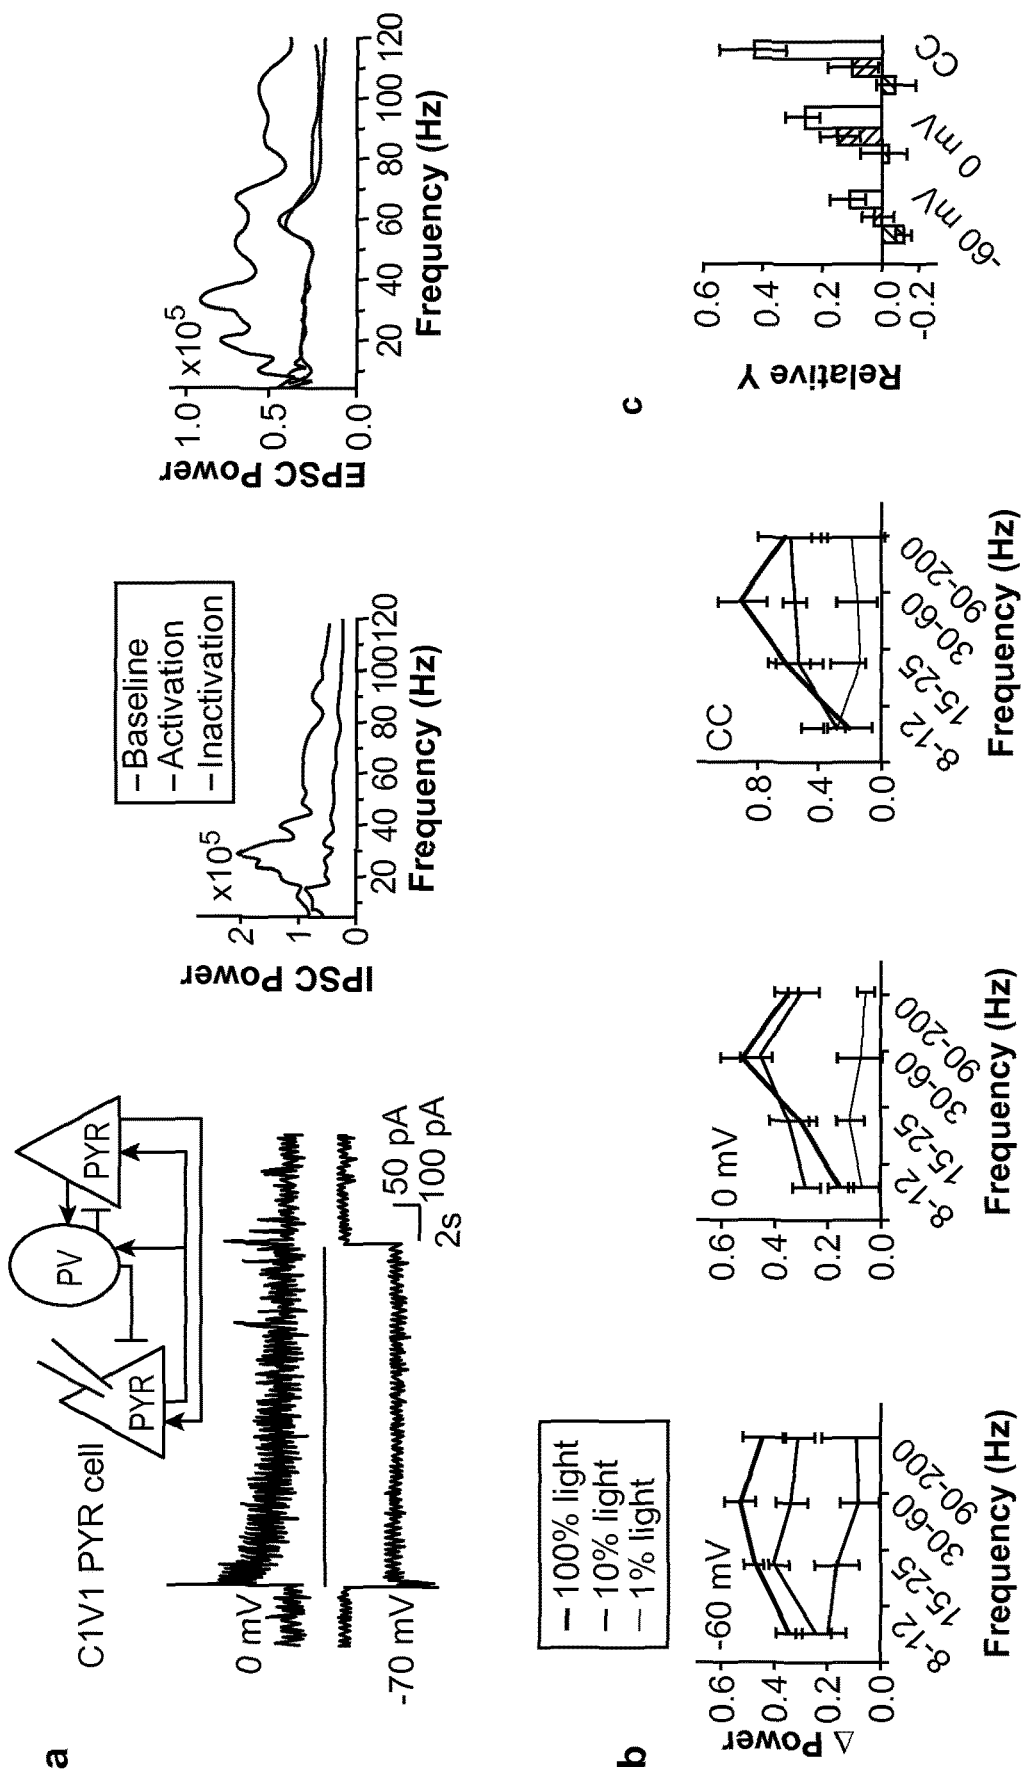 a
C1V1 PYR cell
PYR
PV
PYR
0 mV
-70 mV
50 pA
100 pA
2s
– Baseline
– Activation
– Inactivation
x10⁵
IPSC Power
2
1
0
20 40 60 80 100 120
Frequency (Hz)
x10⁵
EPSC Power
1.0
0.5
0.0
20 40 60 80 100 120
Frequency (Hz)
b
– 100% light
– 10% light
– 1% light
-60 mV
Δ Power
0.6
0.4
0.2
0.0
8-12 15-25 30-60 90-200
Frequency (Hz)
0 mV
0.6
0.4
0.2
0.0
8-12 15-25 30-60 90-200
Frequency (Hz)
CC
0.8
0.4
0.0
8-12 15-25 30-60 90-200
Frequency (Hz)
c
Relative Y
0.6
0.4
0.2
0.0
-0.2
-60 mV 0 mV CC